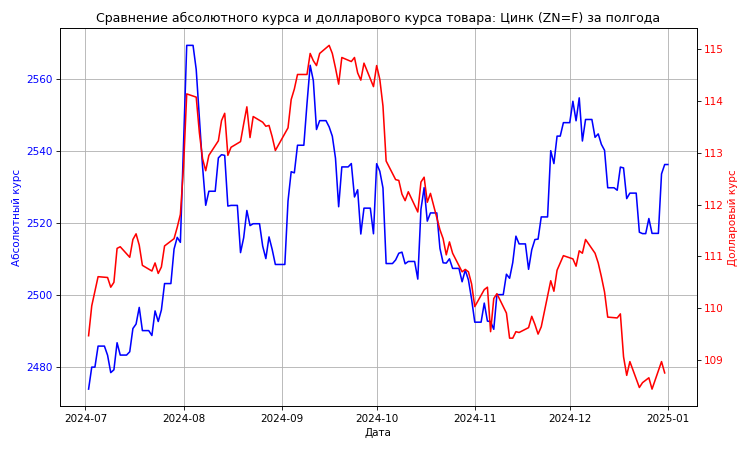 Сравнение абсолютного курса и долларового курса товара: Цинк (ZN=F) за полгода
Абсолютный курс
2560
2540
2520
2500
2480
115
114
113
112
111
110
109
Долларовый курс
2024-07 2024-08 2024-09 2024-10 2024-11 2024-12 2025-01
Дата